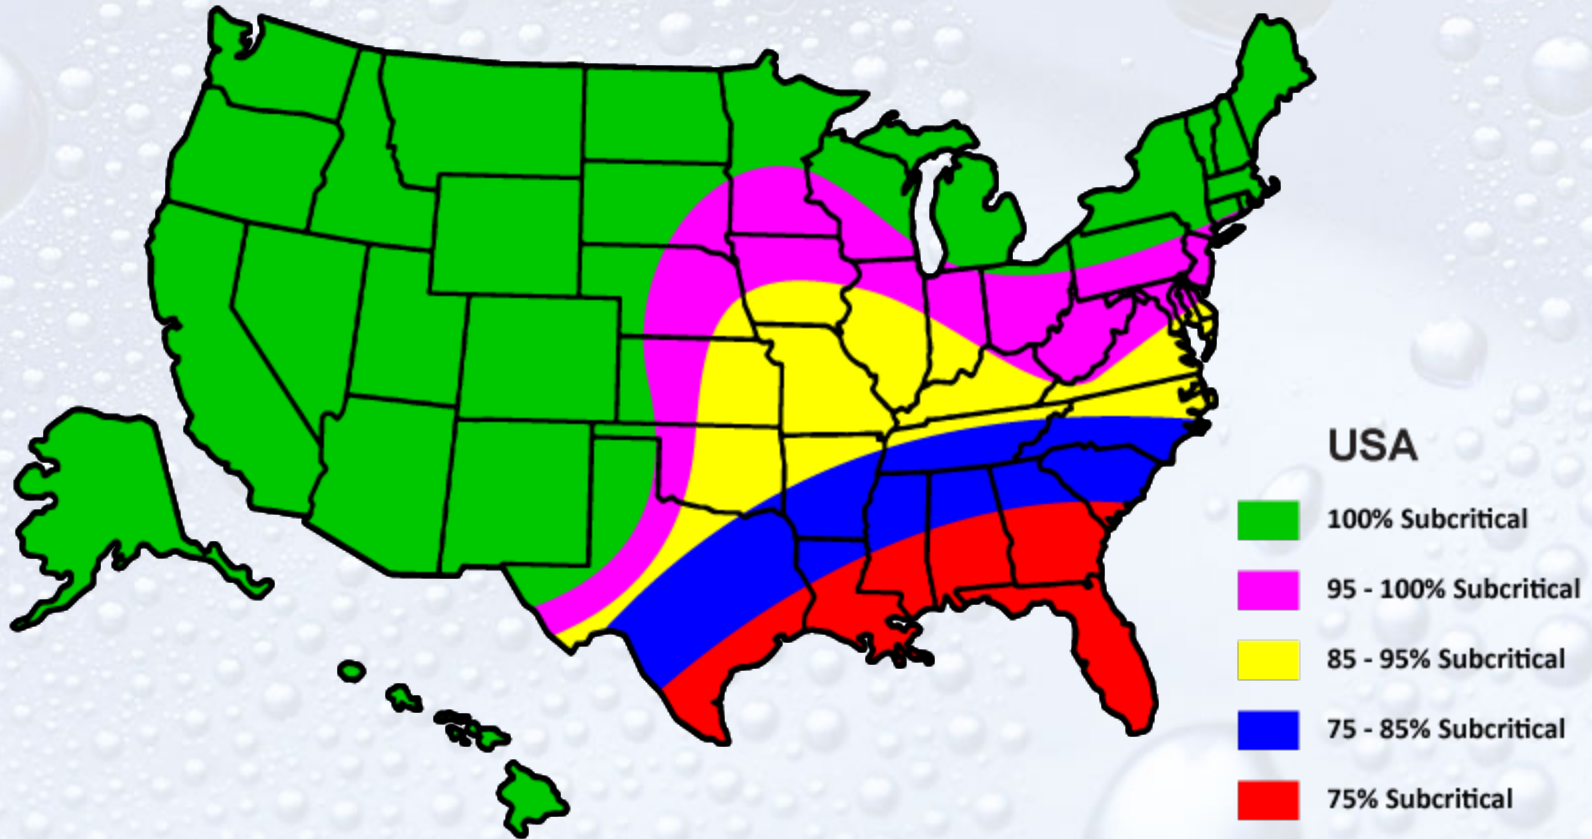 USA
100% Subcritical
95 - 100% Subcritical
85 - 95% Subcritical
75 - 85% Subcritical
75% Subcritical